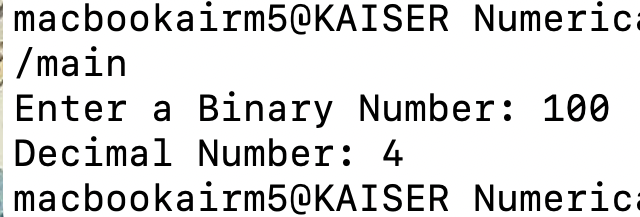 macbookairm5@KAISER Numerica
/main
Enter a Binary Number: 100
Decimal Number: 4
macbookairm5@KAISER Numerica